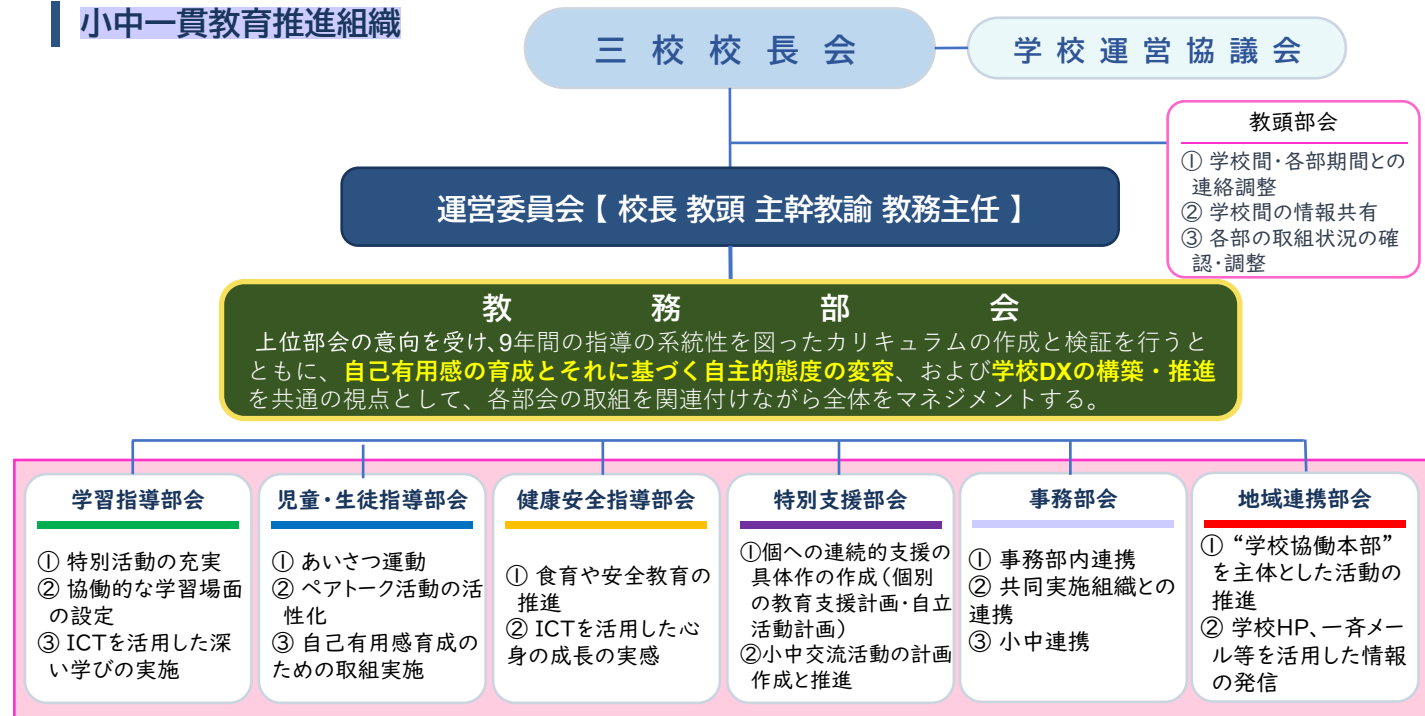 小中一貫教育推進組織
三校校長会
学校運営協議会
教頭部会
① 学校間・各部期間との
連絡調整
② 学校間の情報共有
③ 各部の取組状況の確
認・調整
運営委員会【 校長 教頭 主幹教諭 教務主任 】
教務部会
上位部会の意向を受け、9年間の指導の系統性を図ったカリキュラムの作成と検証を行うと
ともに、自己有用感の育成とそれに基づく自主的態度の変容、および学校DXの構築・推進
を共通の視点として、各部会の取組を関連付けながら全体をマネジメントする。
学習指導部会
① 特別活動の充実
② 協働的な学習場面
の設定
③ ICTを活用した深
い学びの実施
児童・生徒指導部会
① あいさつ運動
② ペアトーク活動の活
性化
③ 自己有用感育成の
ための取組実施
健康安全指導部会
① 食育や安全教育の
推進
② ICTを活用した心
身の成長の実感
特別支援部会
①個への連続的支援の
具体作の作成(個別
の教育支援計画・自立
活動計画)
②小中交流活動の計画
作成と推進
事務部会
① 事務部内連携
② 共同実施組織との
連携
③ 小中連携
地域連携部会
① “学校協働本部”
を主体とした活動の
推進
② 学校HP、一斉メー
ル等を活用した情報
の発信